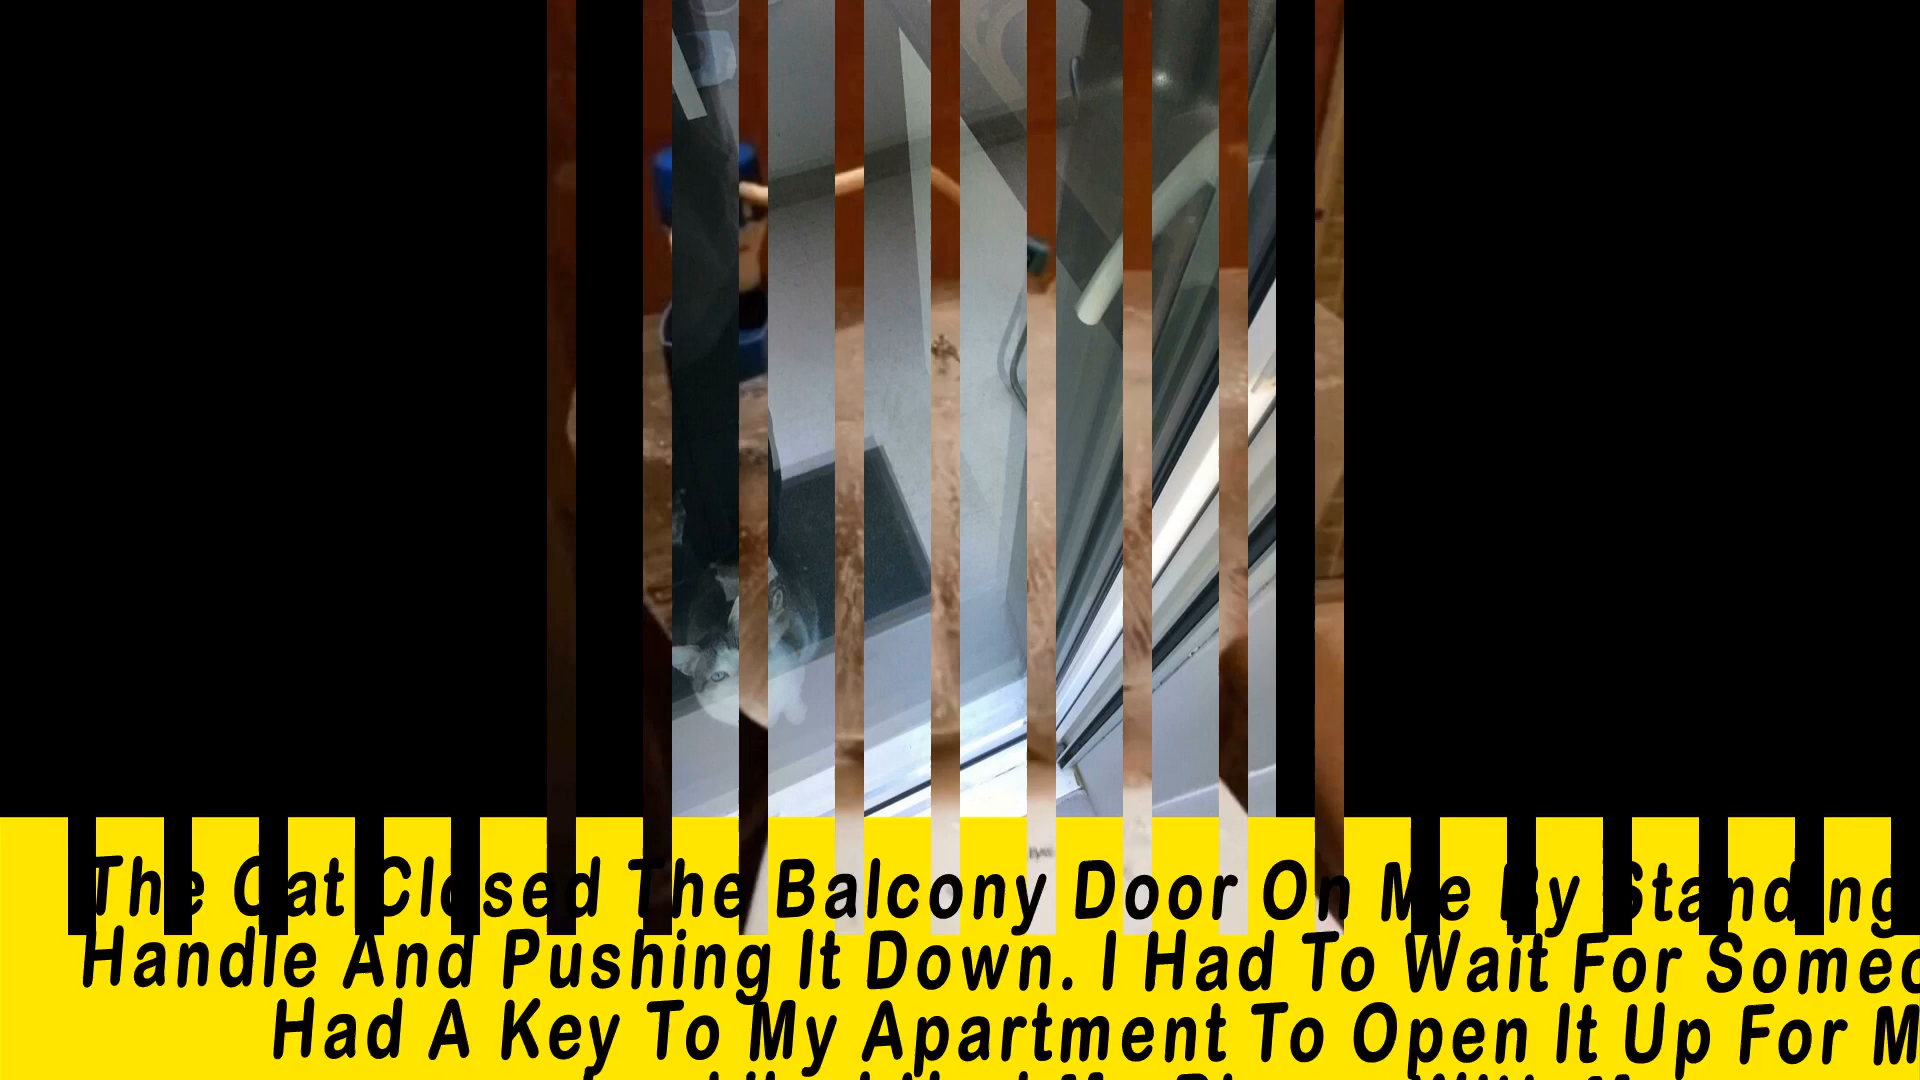 The Cat Closed The Balcony Door On Me By Standing
Handle And Pushing It Down. I Had To Wait For
Had A Key To My Apartment To Open It Up For